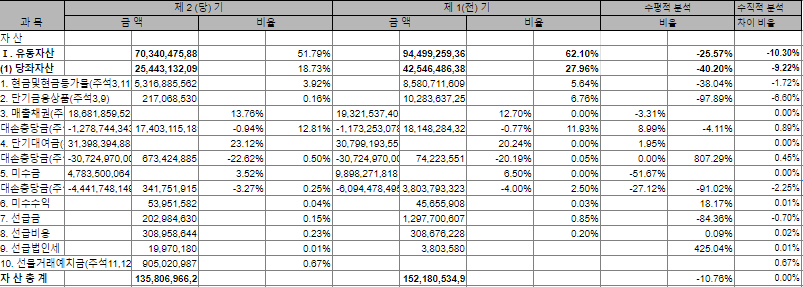 과 목 제 2 (당) 기 제 1(전) 기 수평적 분석 수직적 분석
금 액 비율 금 액 비율 비율 차이 비율
자 산
Ⅰ. 유동자산 70,340,475,88 51.79% 94,499,259,36 62.10% -25.57% -10.30%
(1) 당좌자산 25,443,132,09 18.73% 42,546,486,38 27.96% -40.20% -9.22%
1. 현금및현금등가물(주석3,11 5,316,885,562 3.92% 8,580,711,609 5.64% -38.04% -1.72%
2. 단기금융상품(주석3,9) 217,068,530 0.16% 10,283,637,25 6.76% -97.89% -6.60%
3. 매출채권(주 18,681,859,52 13.76% 19,321,537,40 12.70% -3.31% 0.00%
대손충당금(주 -1,278,744,343 17,403,115,18 -0.94% 12.81% -1,173,253,078 18,148,284,32 -0.77% 11.93% 8.99% -4.11% 0.89%
4. 단기대여금( 31,398,394,88 23.12% 30,799,193,55 20.24% 1.95% 0.00%
대손충당금(주 -30,724,970,00 673,424,885 -22.62% 0.50% -30,724,970,00 74,223,551 -20.19% 0.05% 0.00% 807.29% 0.45%
5. 미수금 4,783,500,064 3.52% 9,898,271,818 6.50% -51.67% 0.00%
대손충당금(주 -4,441,748,149 341,751,915 -3.27% 0.25% -6,094,478,495 3,803,793,323 -4.00% 2.50% -27.12% -91.02% -2.25%
6. 미수수익 53,951,582 0.04% 45,655,908 0.03% 18.17% 0.01%
7. 선급금 202,984,630 0.15% 1,297,700,607 0.85% -84.36% -0.70%
8. 선급비용 308,958,644 0.23% 308,676,128 0.20% 0.09% 0.02%
9. 선급법인세 19,970,180 0.01% 3,803,580 425.04% 0.01%
10. 선물거래예치금(주석11,12 905,020,987 0.67% 0.67%
자 산 총 계 135,806,966,2 152,180,534,9 -10.76% 0.00%